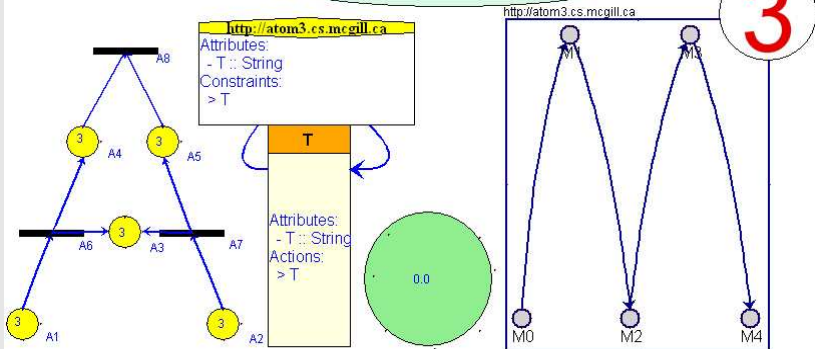 http://atom3.cs.mcgill.ca
Attributes:
- T :: String
Constraints:
> T
T
Attributes:
- T :: String
Actions:
> T
A8
3
A4
3
A5
A6
3
A3
A7
3
A1
3
A2
0.0
http://atom3.cs.mcgill.ca
3
M3
M0
M2
M4